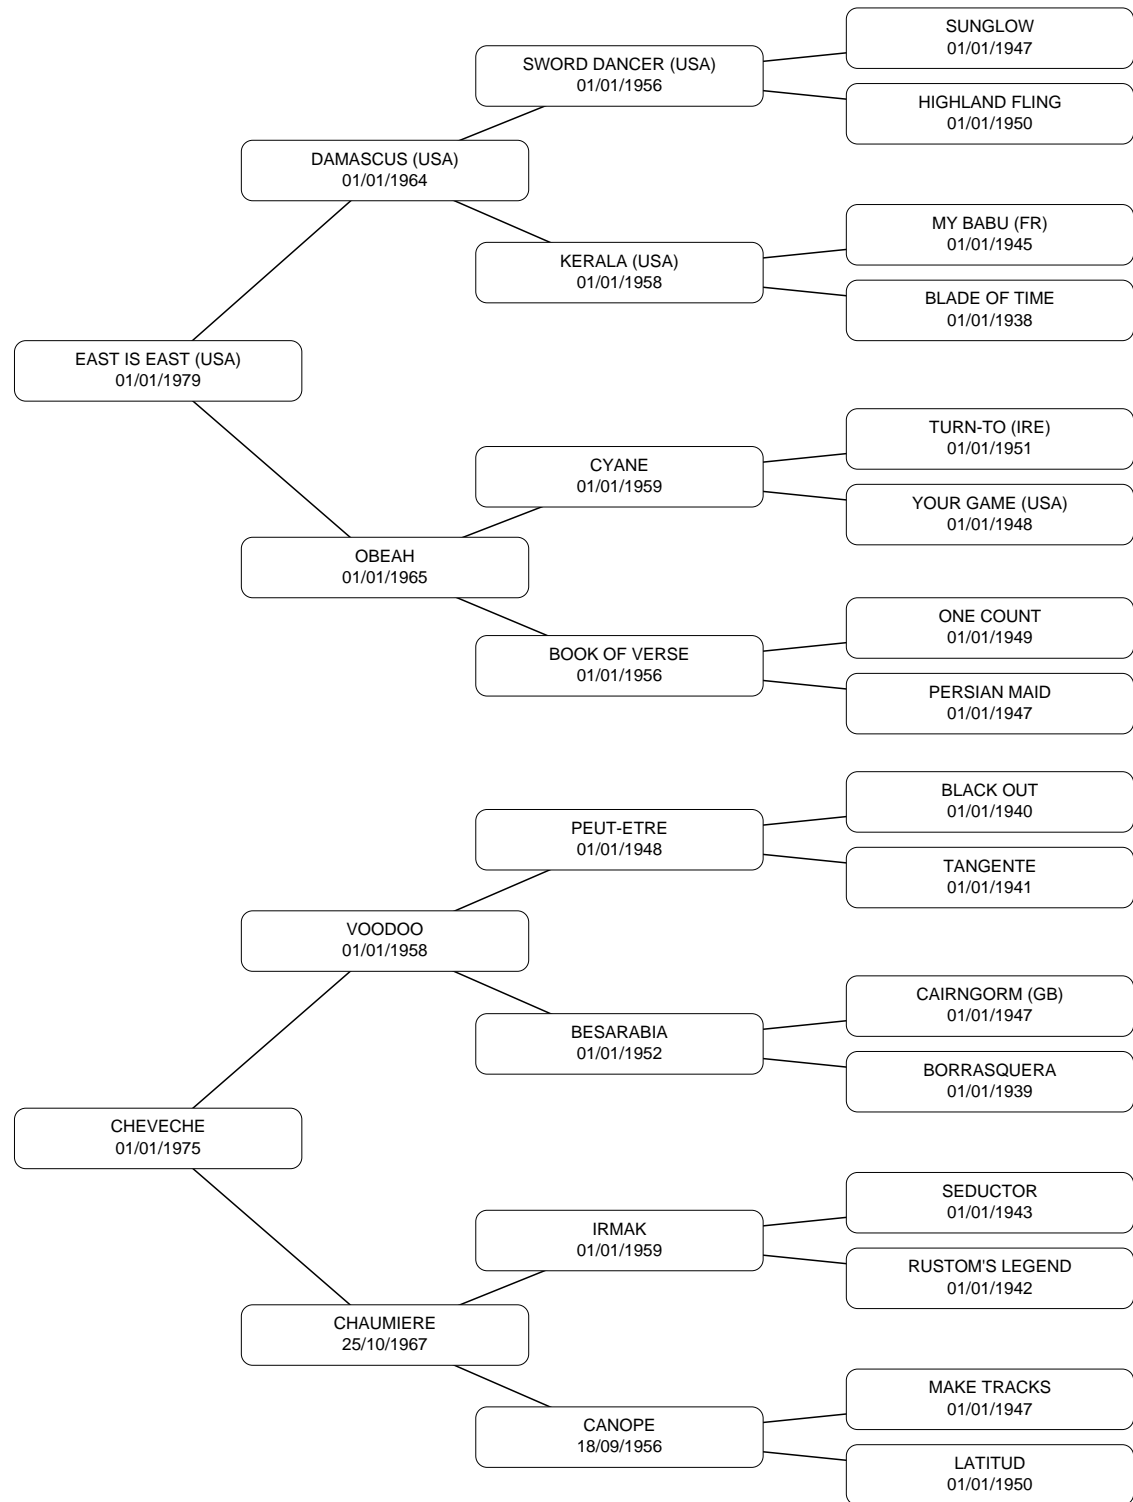 SUNGLOW
01/01/1947
SWORD DANCER (USA)
01/01/1956
HIGHLAND FLING
01/01/1950
DAMASCUS (USA)
01/01/1964
MY BABU (FR)
01/01/1945
KERALA (USA)
01/01/1958
BLADE OF TIME
01/01/1938
EAST IS EAST (USA)
01/01/1979
TURN-TO (IRE)
01/01/1951
CYANE
01/01/1959
YOUR GAME (USA)
01/01/1948
OBEAH
01/01/1965
ONE COUNT
01/01/1949
BOOK OF VERSE
01/01/1956
PERSIAN MAID
01/01/1947
BLACK OUT
01/01/1940
PEUT-ETRE
01/01/1948
TANGENTE
01/01/1941
VOODOO
01/01/1958
CAIRNGORM (GB)
01/01/1947
BESARABIA
01/01/1952
BORRASQUERA
01/01/1939
CHEVECHE
01/01/1975
SEDUCTOR
01/01/1943
IRMAK
01/01/1959
RUSTOM'S LEGEND
01/01/1942
CHAUMIERE
25/10/1967
MAKE TRACKS
01/01/1947
CANOPE
18/09/1956
LATITUD
01/01/1950